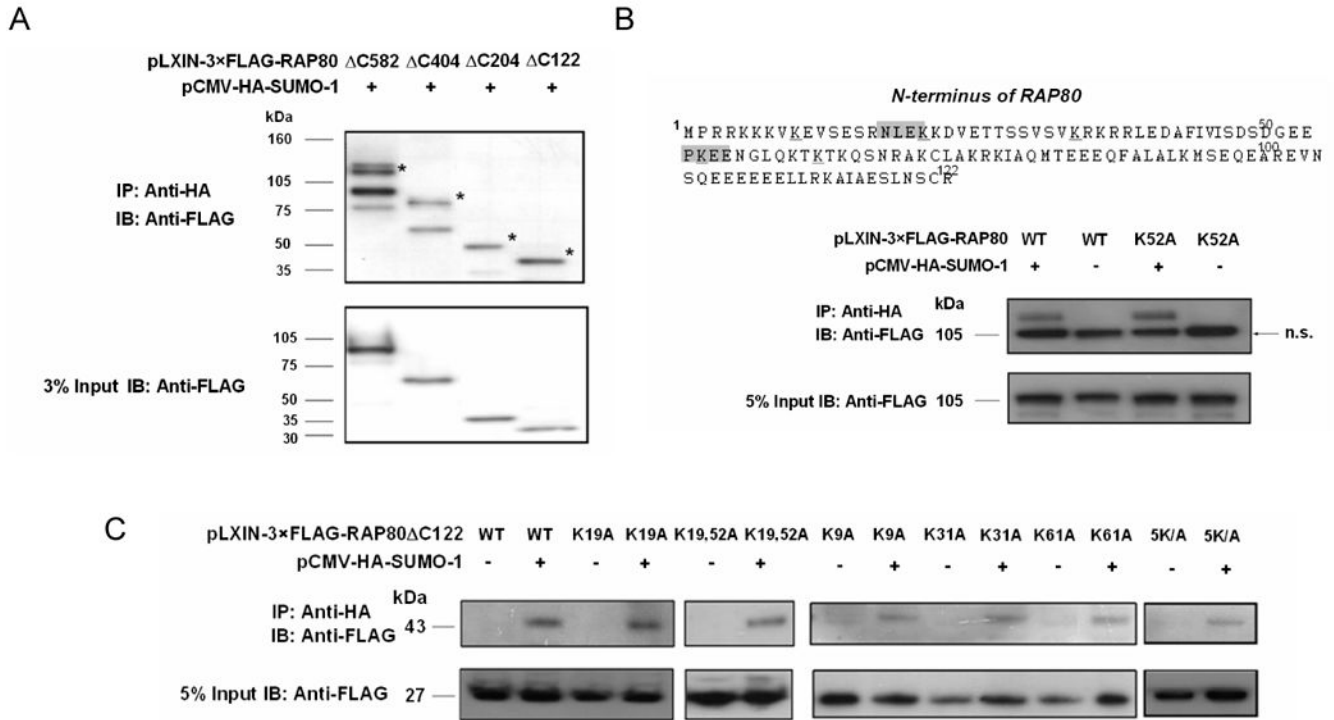 A
pLXIN-3×FLAG-RAP80 ΔC582 ΔC404 ΔC204 ΔC122
pCMV-HA-SUMO-1 + + + +
kDa
160
105
75
50
35
IP: Anti-HA
IB: Anti-FLAG
* * * *
105
75
50
35
30
3% Input IB: Anti-FLAG
B
N-terminus of RAP80
1 MPRRKKKVKEVSESRNLEKKDVETTSSVSVKRKRRLEDAFIVISDSDGEE 50
PKEENGLQKTKTKQSNRAKCLAKRKIAQMTEEEQFALALKMSEQEAREVN 100
SQEEEEEELLRKAIAESLNSCR 122
pLXIN-3×FLAG-RAP80 WT WT K52A K52A
pCMV-HA-SUMO-1 + - + -
IP: Anti-HA kDa
IB: Anti-FLAG 105 n.s.
5% Input IB: Anti-FLAG 105
C
pLXIN-3×FLAG-RAP80ΔC122 WT WT K19A K19A K19,52A K19,52A K9A K9A K31A K31A K61A K61A 5K/A 5K/A
pCMV-HA-SUMO-1 - + - + - + - + - + - + - +
IP: Anti-HA kDa
IB: Anti-FLAG 43
5% Input IB: Anti-FLAG 27